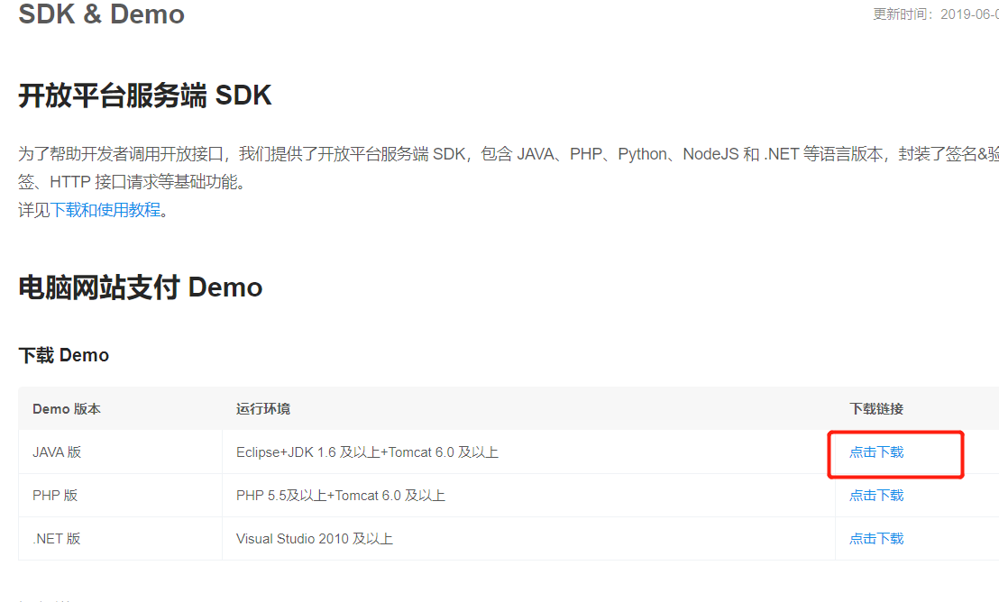 SDK & Demo
更新时间：2019-06-0
开放平台服务端 SDK
为了帮助开发者调用开放接口，我们提供了开放平台服务端 SDK，包含 JAVA、PHP、Python、NodeJS 和 .NET 等语言版本，封装了签名&验
签、HTTP 接口请求等基础功能。
详见下载和使用教程。
电脑网站支付 Demo
下载 Demo
Demo 版本 运行环境 下载链接
JAVA 版 Eclipse+JDK 1.6 及以上+Tomcat 6.0 及以上 点击下载
PHP 版 PHP 5.5及以上+Tomcat 6.0 及以上 点击下载
.NET 版 Visual Studio 2010 及以上 点击下载